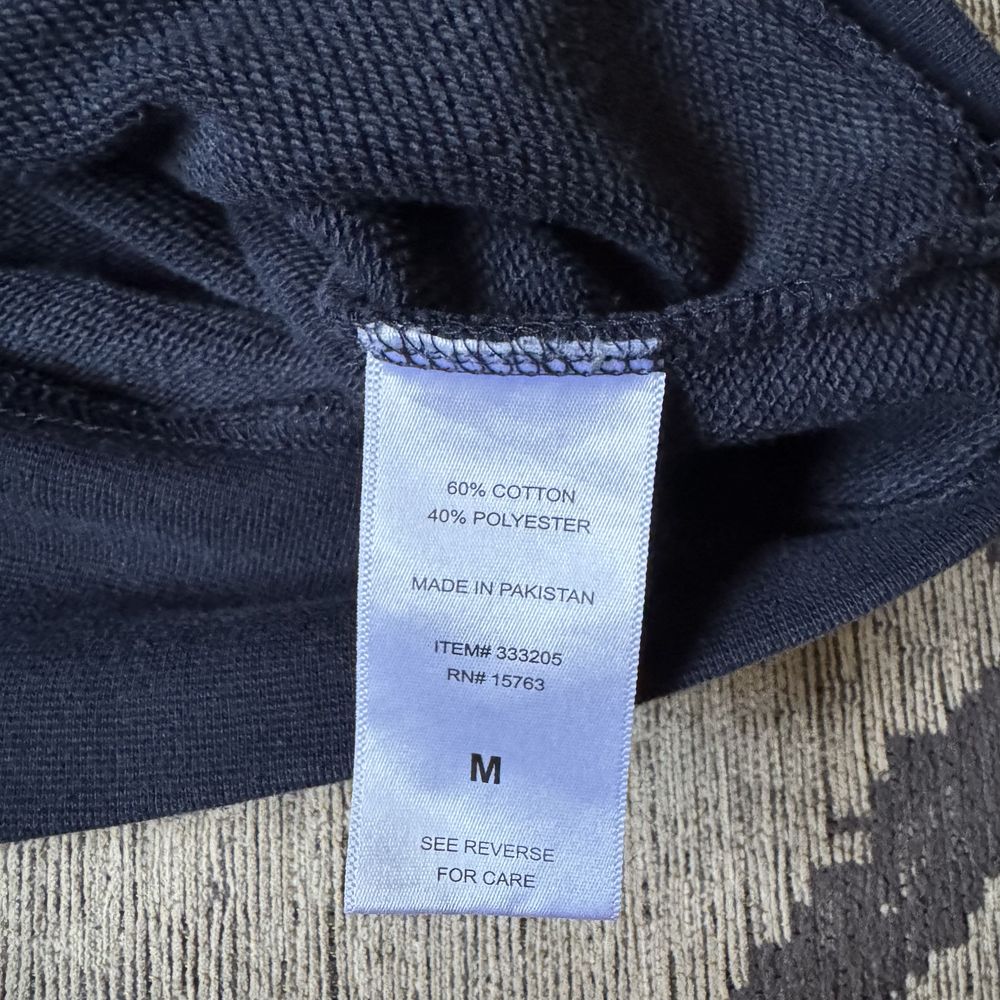 60% COTTON
40% POLYESTER
MADE IN PAKISTAN
ITEM# 333205
RN# 15763
M
SEE REVERSE
FOR CARE